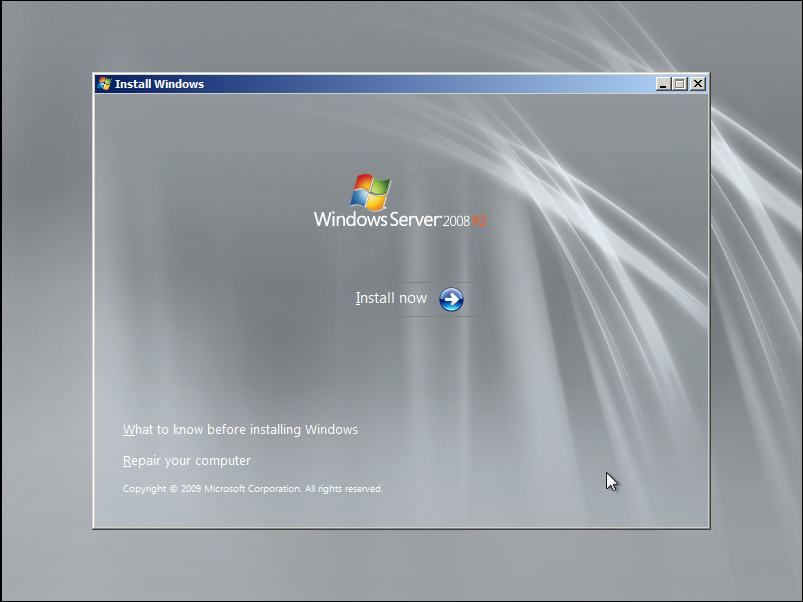 Install Windows
Windows Server 2008 R2
Install now
What to know before installing Windows
Repair your computer
Copyright © 2009 Microsoft Corporation. All rights reserved.